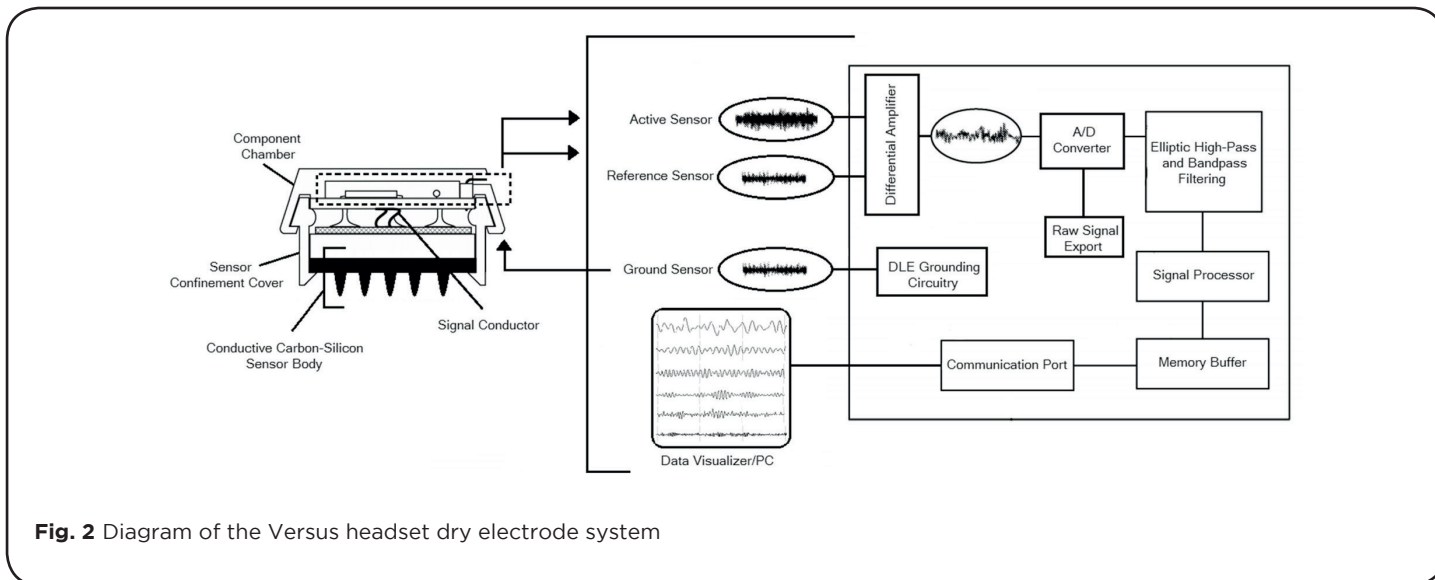 Component
Chamber
Sensor
Confinement Cover
Conductive Carbon-Silicon
Sensor Body
Signal Conductor
Active Sensor
Reference Sensor
Ground Sensor
Differential Amplifier
A/D
Converter
Raw Signal
Export
Elliptic High-Pass
and Bandpass
Filtering
DLE Grounding
Circuitry
Signal Processor
Memory Buffer
Communication Port
Data Visualizer/PC
Fig. 2 Diagram of the Versus headset dry electrode system